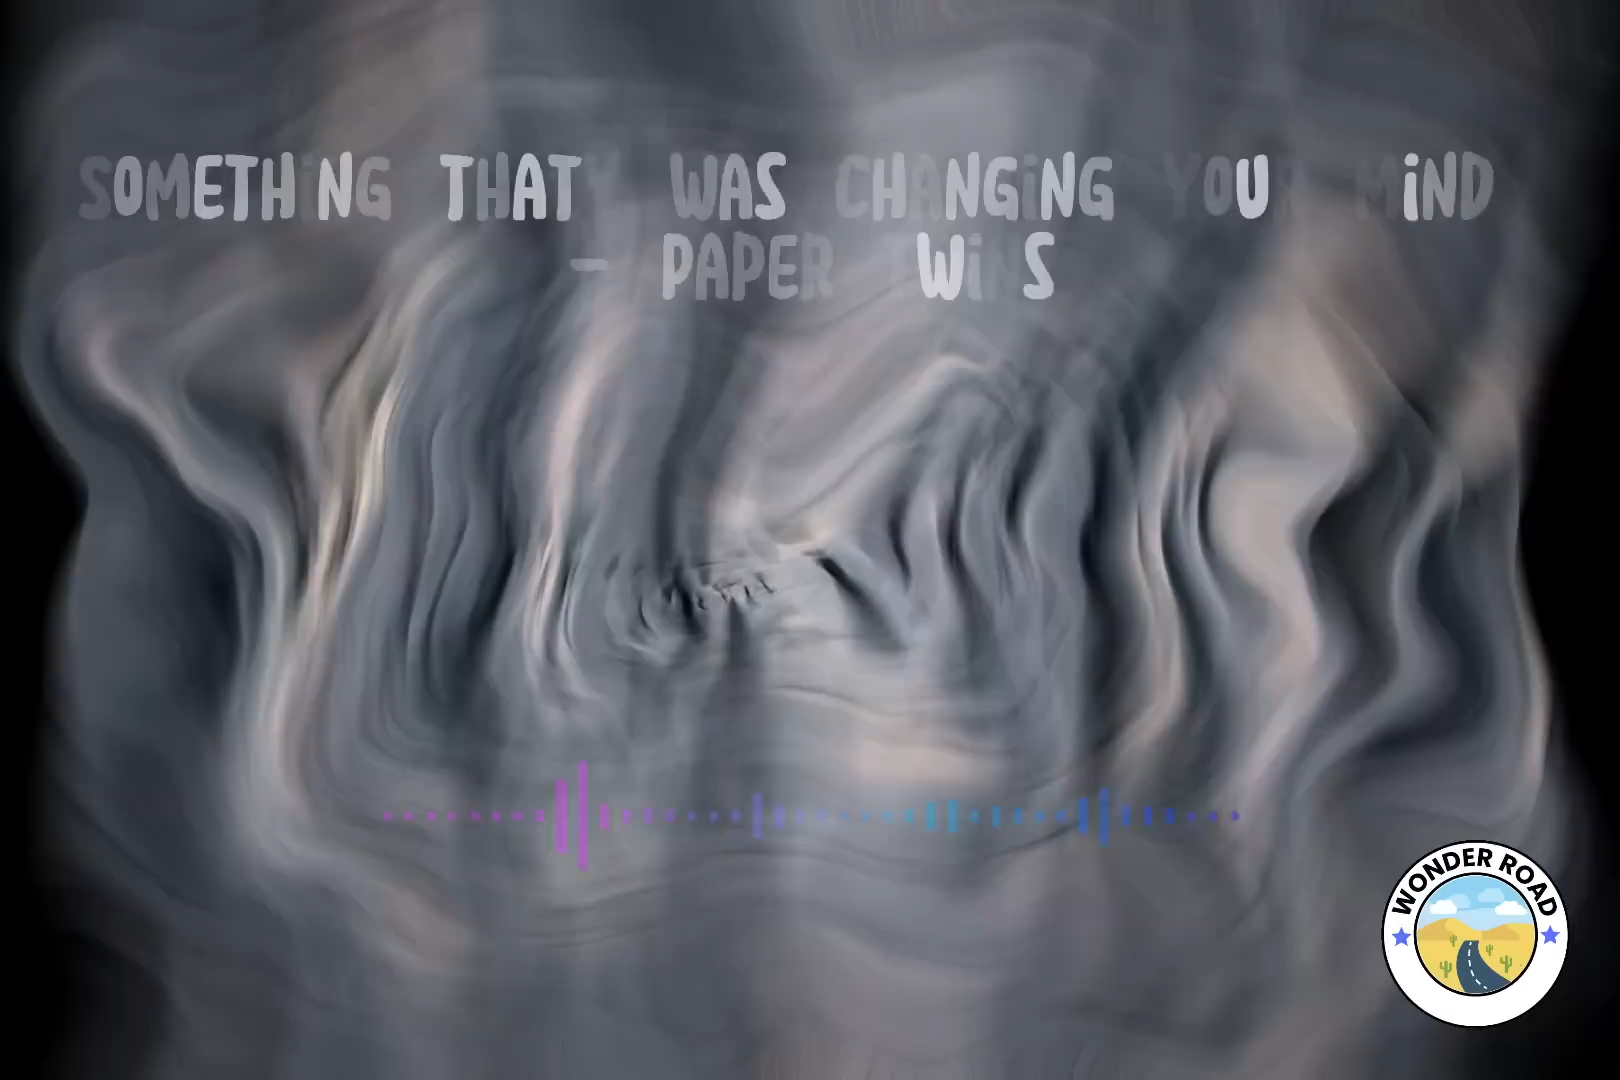 SOMETHING THAT WAS CHANGING YOUR MIND
– PAPER TWINS
WONDER ROAD